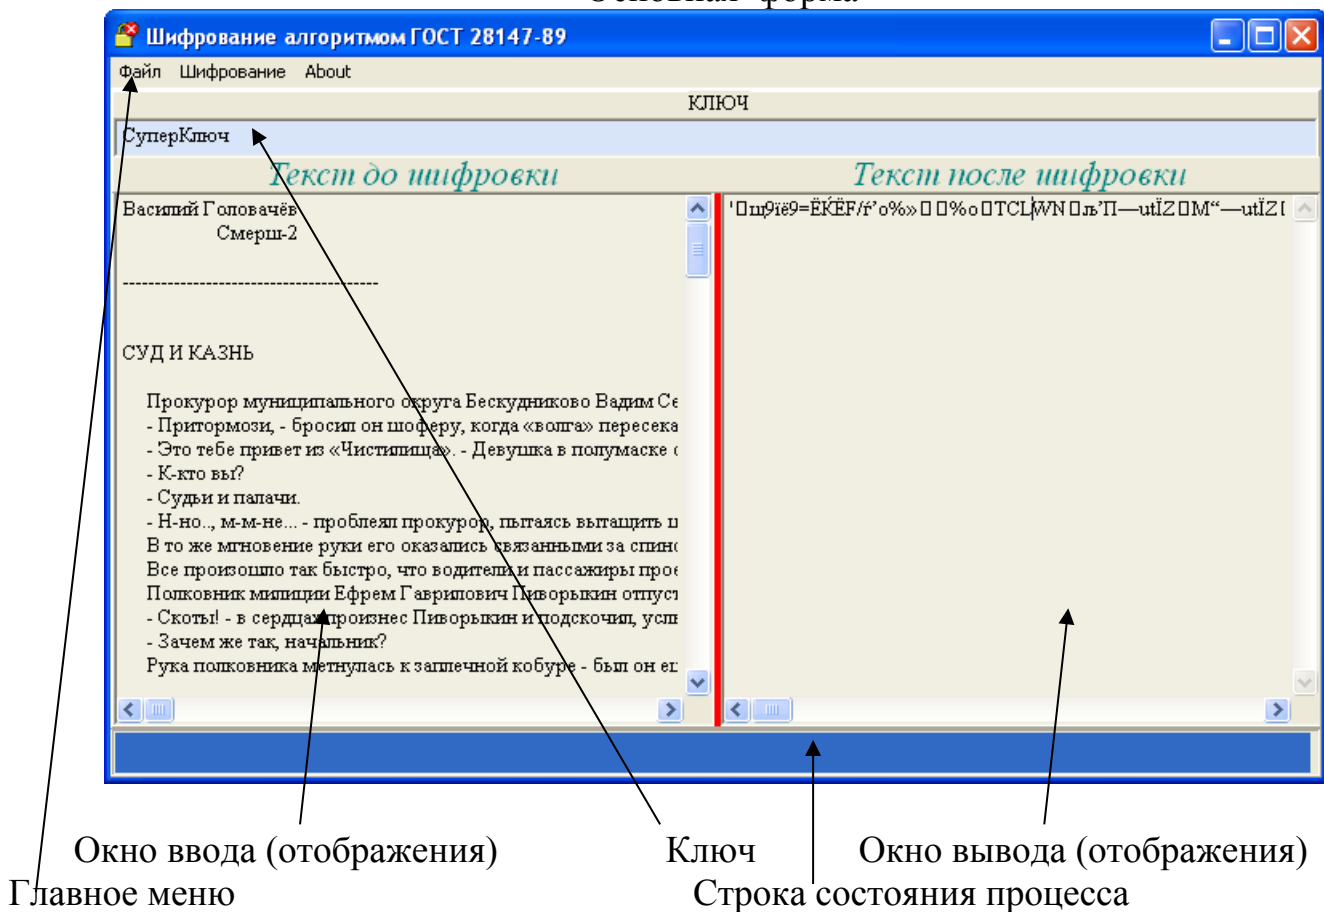 Основная форма
Шифрование алгоритмом ГОСТ 28147-89
Файл Шифрование About
КЛЮЧ
СуперКлюч
Текст до шифровки
Текст после шифровки
Василий Головачёв
Смерш-2
----------------------------------------
СУД И КАЗНЬ
Прокурор муниципального округа Бескудниково Вадим Се
- Притормози, - бросил он шоферу, когда «волга» пересека
- Это тебе привет из «Чистилища». - Девушка в полумаске
- К-кто вы?
- Судьи и палачи.
- Н-но.., м-м-не... - проблеял прокурор, пытаясь вытащить
В то же мгновение руки его оказались связанными за спино
Все произошло так быстро, что водители и пассажиры прое
Полковник милиции Ефрем Гаврилович Пиворыкин отпуст
- Скоты! - в сердцах произнес Пиворыкин и подскочил, усл
- Зачем же так, начальник?
Рука полковника метнулась к заплечной кобуре - был он
Окно ввода (отображения)
Ключ
Окно вывода (отображения)
Главное меню
Строка состояния процесса